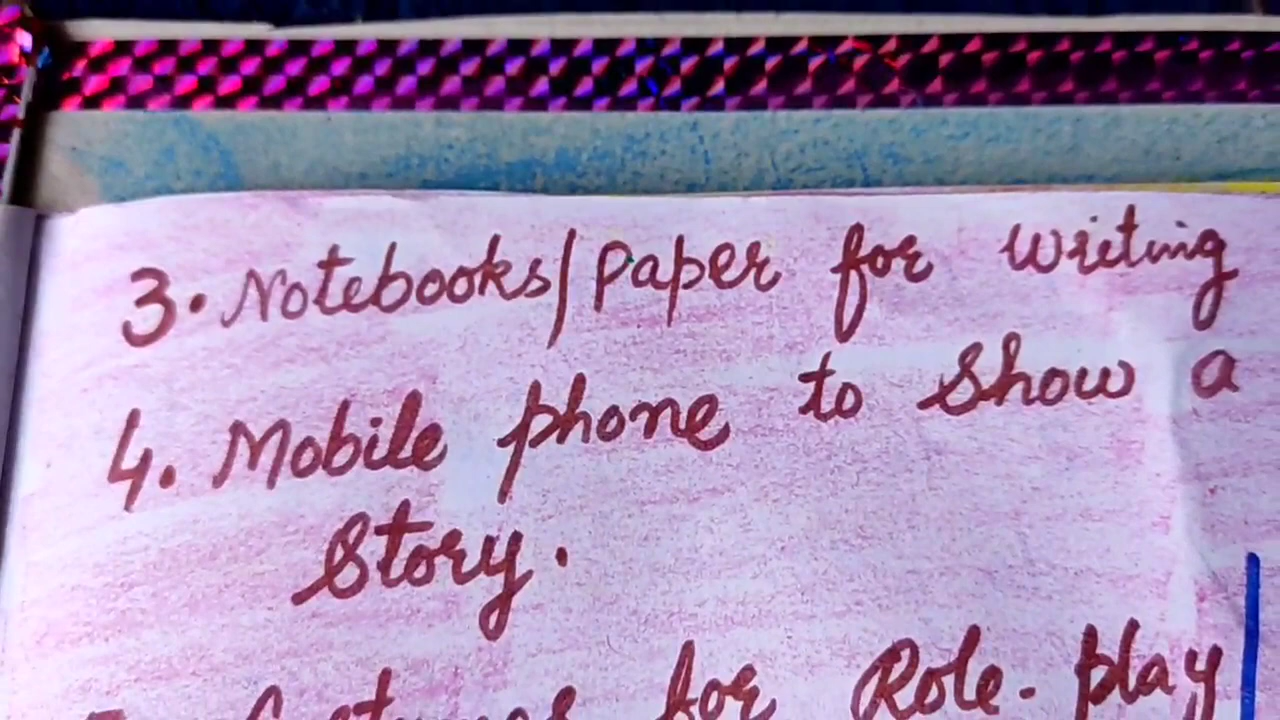 3. Notebooks/Paper for writing
4. Mobile phone to Show a
Story.
for Role-play